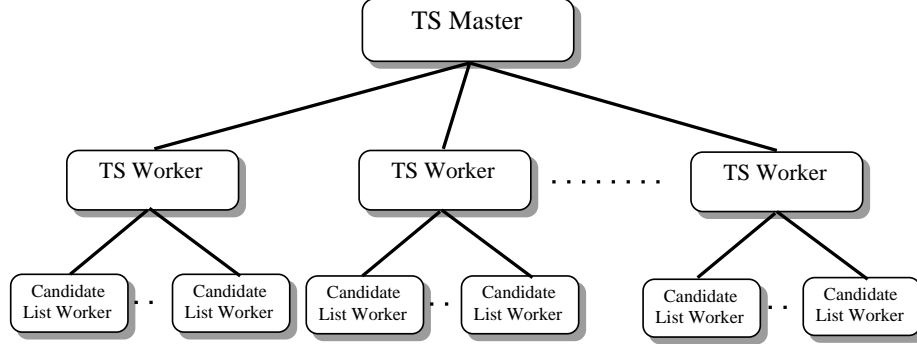 TS Master
TS Worker
TS Worker
. . . . . . . .
TS Worker
Candidate
List Worker
. .
Candidate
List Worker
Candidate
List Worker
. .
Candidate
List Worker
Candidate
List Worker
. .
Candidate
List Worker